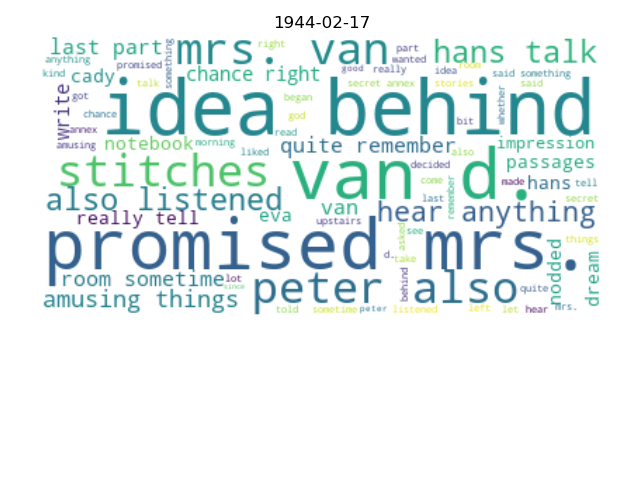 1944-02-17
last part
something
mrs. van
right
part
wanted
hans talk
anything
kind
cady
promised
talk
chance right
good
really
idea
room
said something
secret annex
stories
said
write
got
annex
amusing
idea behind
chance
began
god
whether
bit
notebook
morning
read
quite remember
also
impression
liked
stitches
van d.
decided
passages
come
remember
made
hans
tell
last
secret
also listened
really tell
eva
van
upstairs
hear anything
promised mrs.
asked
see
d.
take
behind
nodded
things
dream
room sometime
lot
since
amusing things
peter also
quite
told
sometime
peter
listened
left
let
hear
mrs.